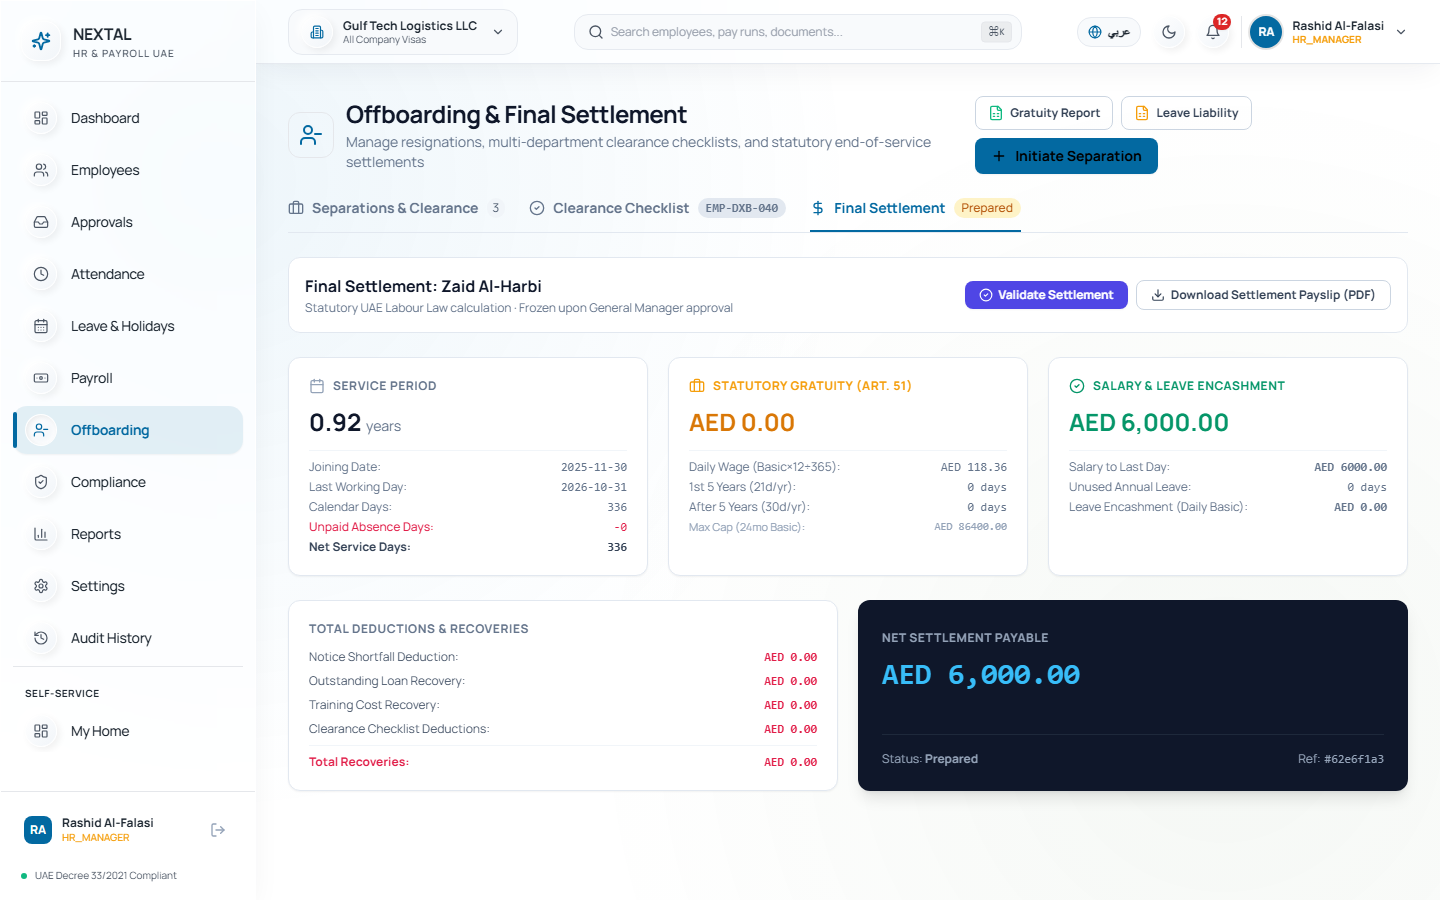 NEXTAL
HR & PAYROLL UAE
Dashboard
Employees
Approvals
Attendance
Leave & Holidays
Payroll
Offboarding
Compliance
Reports
Settings
Audit History
SELF-SERVICE
My Home
RA
Rashid Al-Falasi
HR_MANAGER
UAE Decree 33/2021 Compliant
Gulf Tech Logistics LLC
All Company Visas
Search employees, pay runs, documents...
⌘K
عربي
12
RA
Rashid Al-Falasi
HR_MANAGER
Offboarding & Final Settlement
Manage resignations, multi-department clearance checklists, and statutory end-of-service
settlements
Gratuity Report
Leave Liability
Initiate Separation
Separations & Clearance 3
Clearance Checklist EMP-DXB-040
Final Settlement Prepared
Final Settlement: Zaid Al-Harbi
Statutory UAE Labour Law calculation · Frozen upon General Manager approval
Validate Settlement
Download Settlement Payslip (PDF)
SERVICE PERIOD
0.92 years
Joining Date: 2025-11-30
Last Working Day: 2026-10-31
Calendar Days: 336
Unpaid Absence Days: -0
Net Service Days: 336
STATUTORY GRATUITY (ART. 51)
AED 0.00
Daily Wage (Basic×12÷365): AED 118.36
1st 5 Years (21d/yr): 0 days
After 5 Years (30d/yr): 0 days
Max Cap (24mo Basic): AED 86400.00
SALARY & LEAVE ENCASHMENT
AED 6,000.00
Salary to Last Day: AED 6000.00
Unused Annual Leave: 0 days
Leave Encashment (Daily Basic): AED 0.00
TOTAL DEDUCTIONS & RECOVERIES
Notice Shortfall Deduction: AED 0.00
Outstanding Loan Recovery: AED 0.00
Training Cost Recovery: AED 0.00
Clearance Checklist Deductions: AED 0.00
Total Recoveries: AED 0.00
NET SETTLEMENT PAYABLE
AED 6,000.00
Status: Prepared
Ref: #62e6f1a3